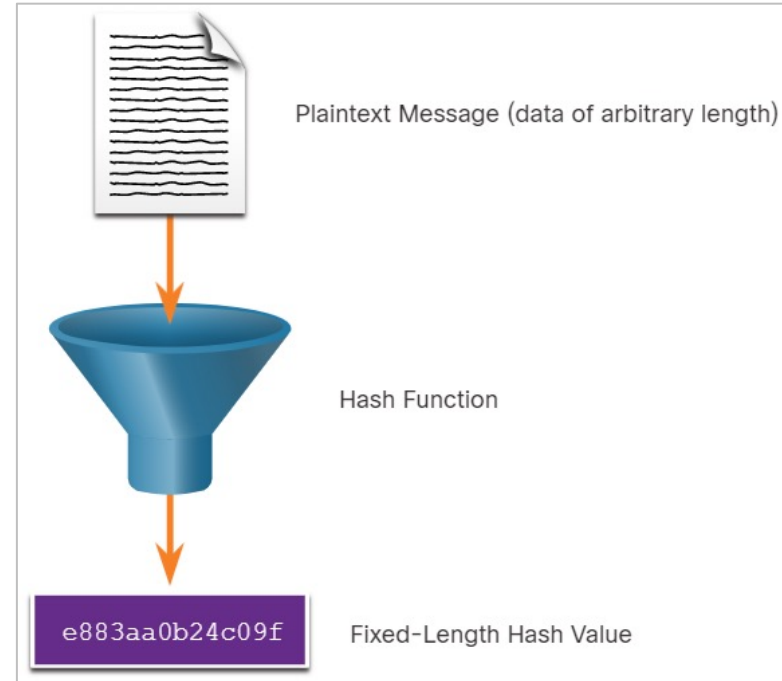 Plaintext Message (data of arbitrary length)
Hash Function
e883aa0b24c09f
Fixed-Length Hash Value